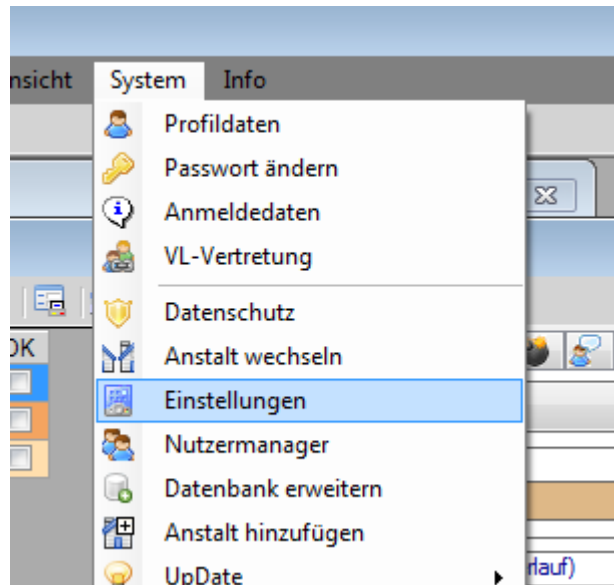 nsicht System Info
Profildaten
Passwort ändern
Anmeldedaten
VL-Vertretung
Datenschutz
OK
Anstalt wechseln
Einstellungen
Nutzermanager
Datenbank erweitern
Anstalt hinzufügen
UpDate
rlauf)